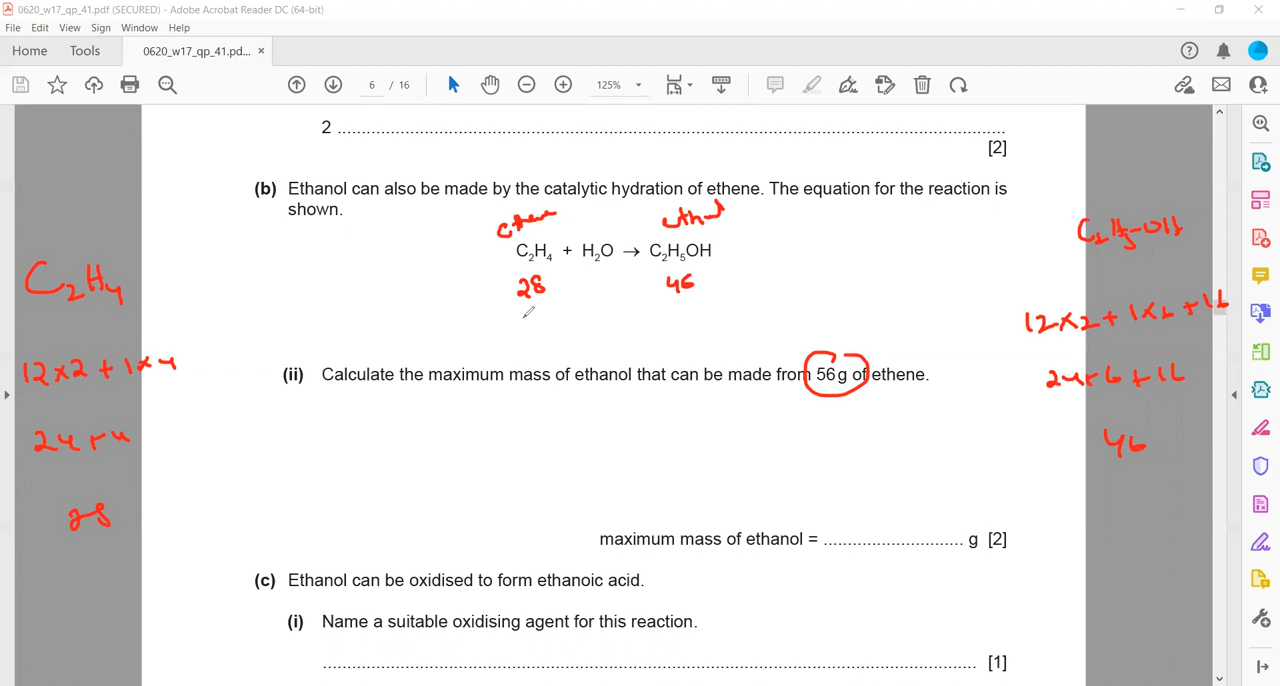 0620_w17_qp_41.pdf (SECURED) - Adobe Acrobat Reader DC (64-bit)
File Edit View Sign Window Help
Home Tools 0620_w17_qp_41.pd... ×
6 / 16 125%
2 ................................................................................
[2]
(b) Ethanol can also be made by the catalytic hydration of ethene. The equation for the reaction is
shown.
ethene
C₂H₄ + H₂O → C₂H₅OH
28 46
(ii) Calculate the maximum mass of ethanol that can be made from 56 g of ethene.
maximum mass of ethanol = ............................ g [2]
(c) Ethanol can be oxidised to form ethanoic acid.
(i) Name a suitable oxidising agent for this reaction.
................................................................................ [1]
C₂H₄
12×2 + 1×4
24+4
28
C₂H₅-OH
12×2 + 1×6 + 16
24+6+16
46